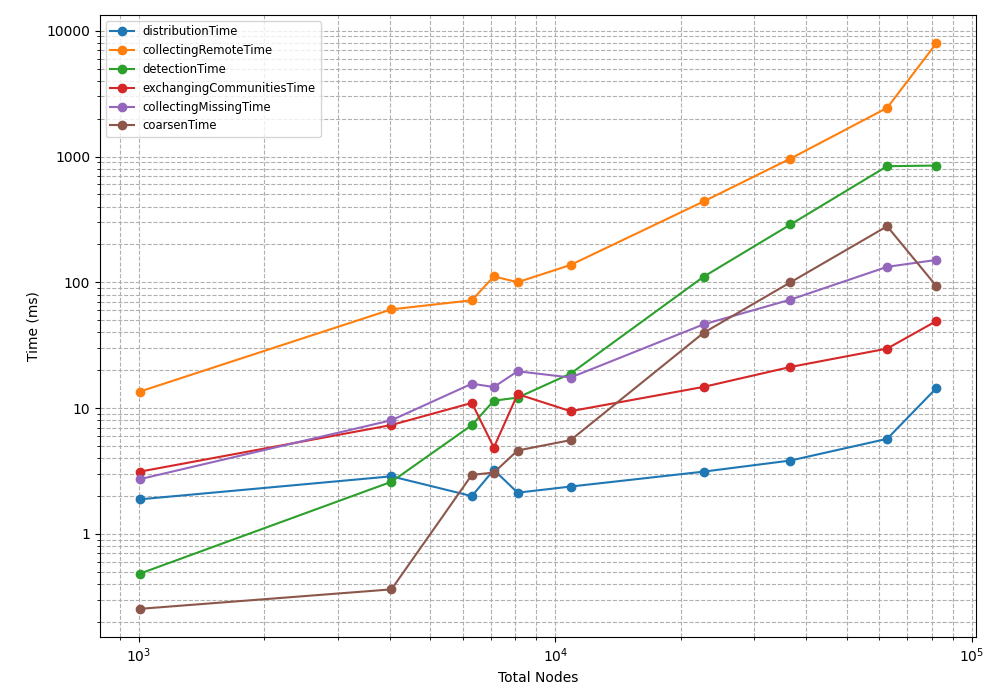 distributionTime
collectingRemoteTime
detectionTime
exchangingCommunitiesTime
collectingMissingTime
coarsenTime
10000
1000
100
10
1
Time (ms)
10³
10⁴
10⁵
Total Nodes